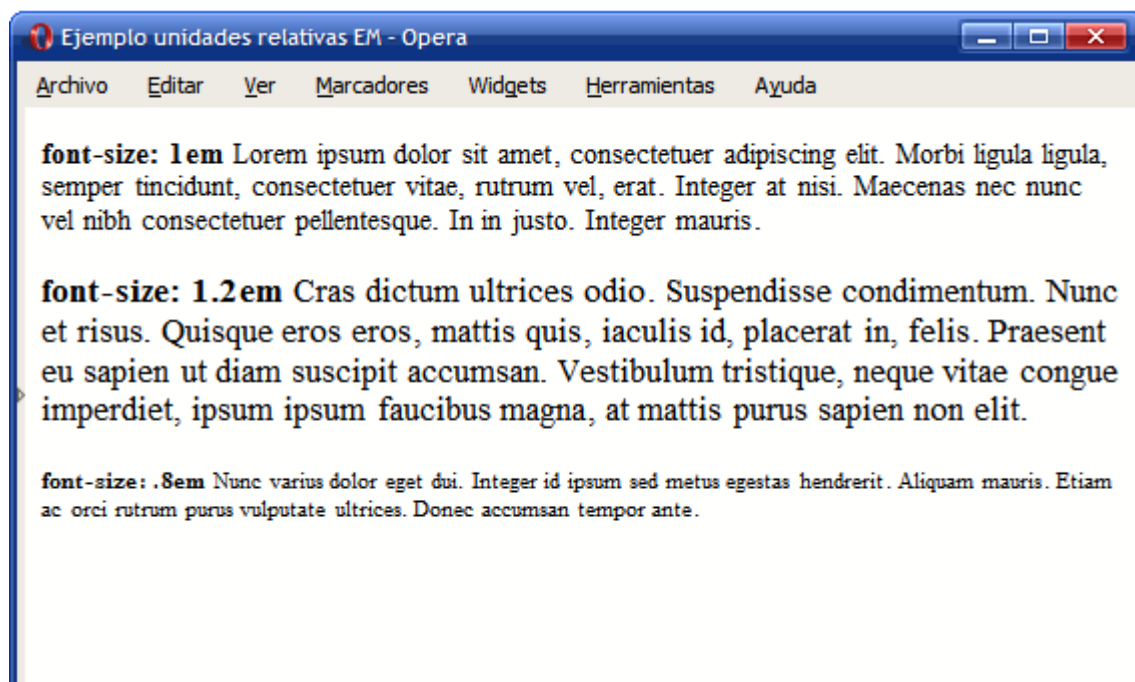 Ejemplo unidades relativas EM - Opera
Archivo Editar Ver Marcadores Widgets Herramientas Ayuda
font-size: 1em Lorem ipsum dolor sit amet, consectetuer adipiscing elit. Morbi ligula ligula,
semper tincidunt, consectetuer vitae, rutrum vel, erat. Integer at nisi. Maecenas nec nunc
vel nibh consectetuer pellentesque. In in justo. Integer mauris.
font-size: 1.2em Cras dictum ultrices odio. Suspendisse condimentum. Nunc
et risus. Quisque eros eros, mattis quis, iaculis id, placerat in, felis. Praesent
eu sapien ut diam suscipit accumsan. Vestibulum tristique, neque vitae congue
imperdiet, ipsum ipsum faucibus magna, at mattis purus sapien non elit.
font-size: .8em Nunc varius dolor eget dui. Integer id ipsum sed metus egestas hendrerit. Aliquam mauris. Etiam
ac orci rutrum purus vulputate ultrices. Donec accumsan tempor ante.